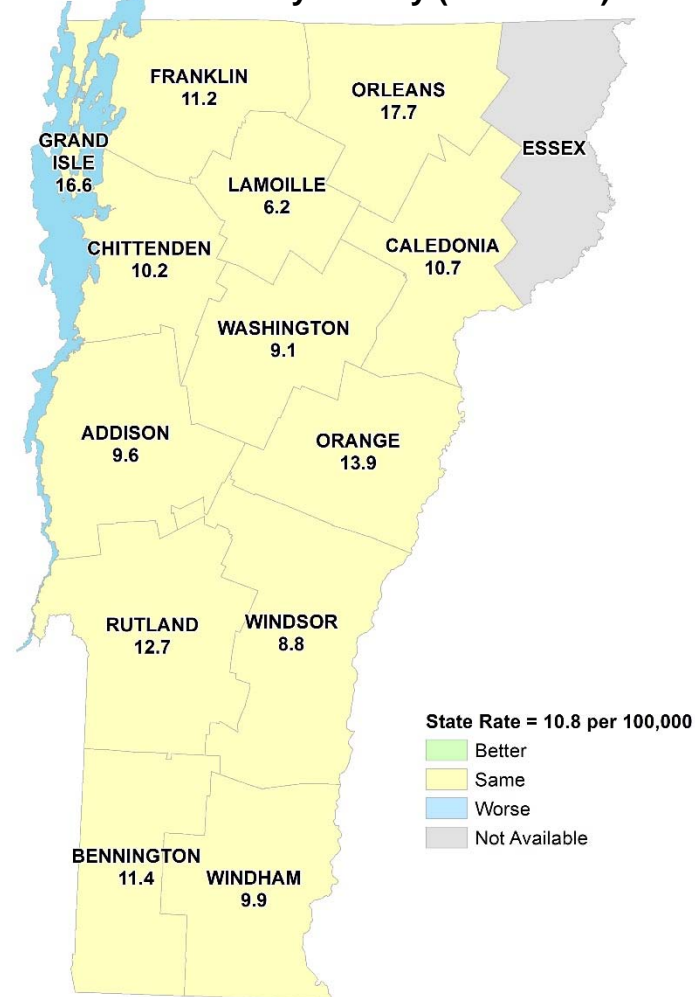 FRANKLIN
11.2
ORLEANS
17.7
ESSEX
GRAND
ISLE
16.6
LAMOILLE
6.2
CHITTENDEN
10.2
CALEDONIA
10.7
WASHINGTON
9.1
ADDISON
9.6
ORANGE
13.9
RUTLAND
12.7
WINDSOR
8.8
State Rate = 10.8 per 100,000
Better
Same
Worse
Not Available
BENNINGTON
11.4
WINDHAM
9.9